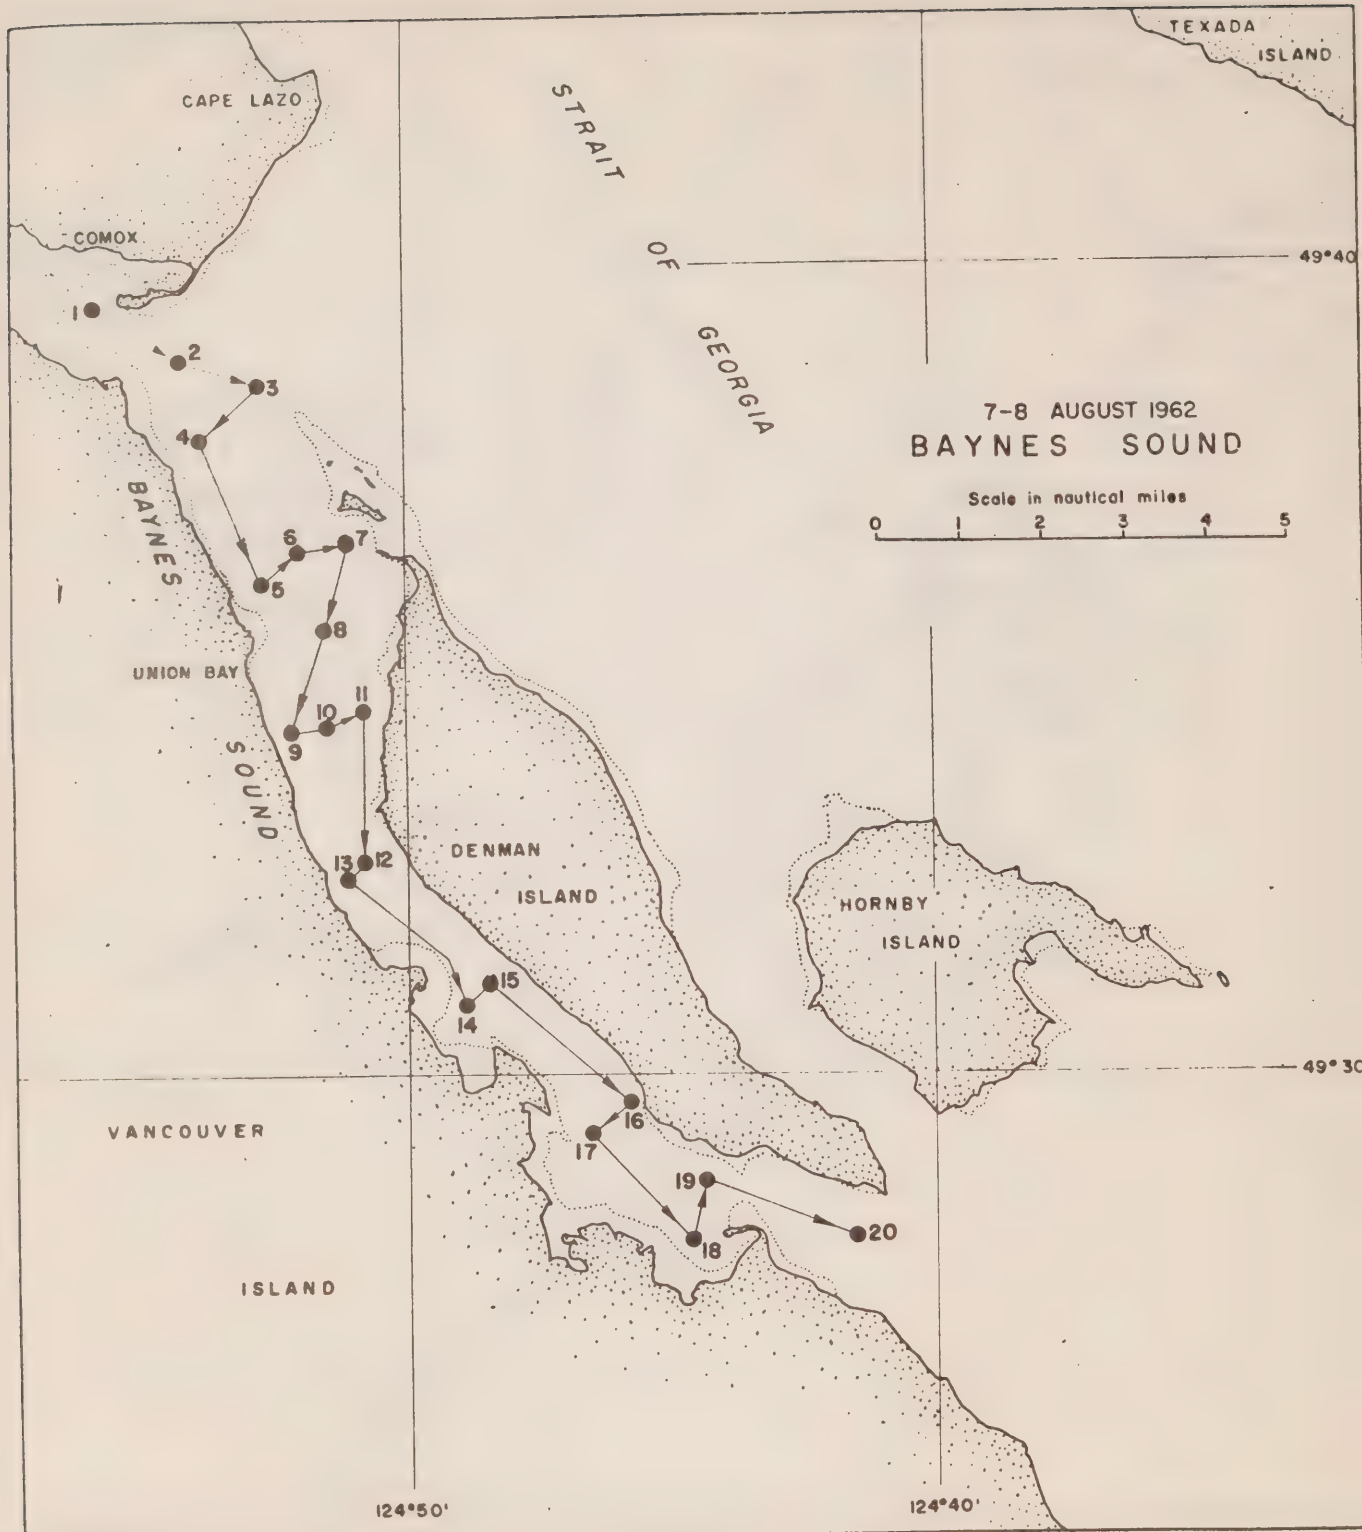 TEXADA
ISLAND
CAPE LAZO
STRAIT
OF
GEORGIA
COMOX
49°40
1
2
3
4
7-8 AUGUST 1962
BAYNES SOUND
Scale in nautical miles
0 1 2 3 4 5
BAYNES
SOUND
5
6
7
8
UNION BAY
9
10
11
12
13
DENMAN
ISLAND
HORNBY
ISLAND
14
15
49°30
16
17
VANCOUVER
ISLAND
18
19
20
124°50'
124°40'